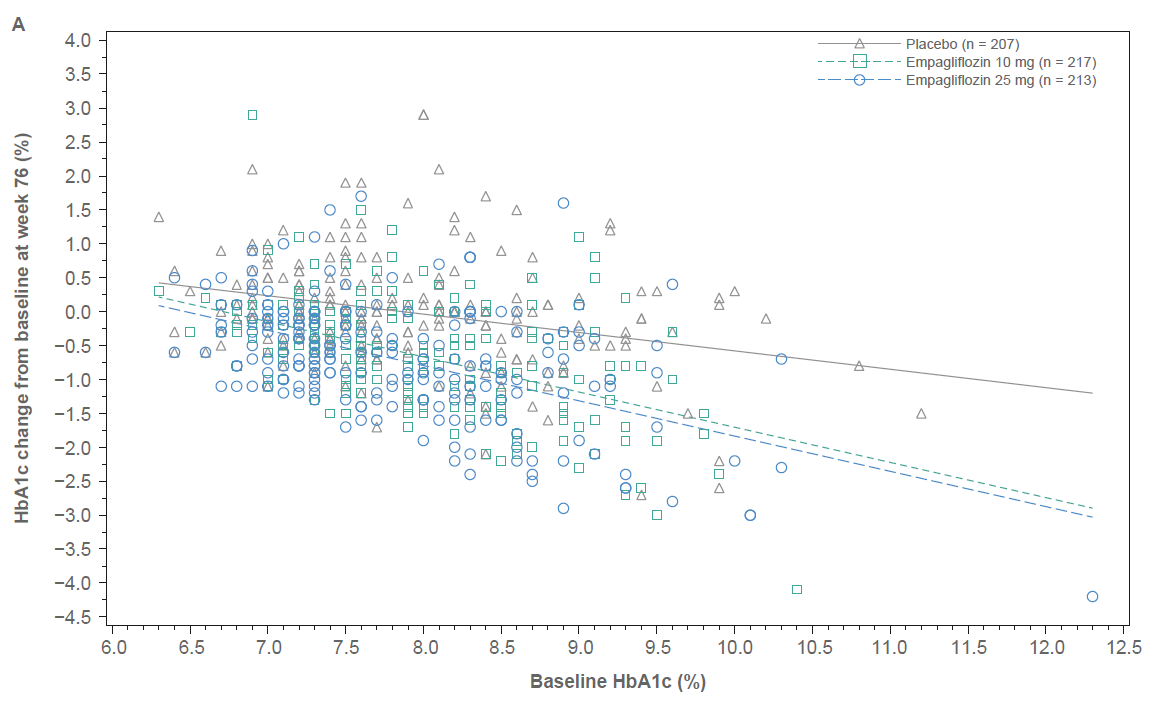 A
Placebo (n = 207)
Empagliflozin 10 mg (n = 217)
Empagliflozin 25 mg (n = 213)
HbA1c change from baseline at week 76 (%)
4.0
3.5
3.0
2.5
2.0
1.5
1.0
0.5
0.0
−0.5
−1.0
−1.5
−2.0
−2.5
−3.0
−3.5
−4.0
−4.5
6.0 6.5 7.0 7.5 8.0 8.5 9.0 9.5 10.0 10.5 11.0 11.5 12.0 12.5
Baseline HbA1c (%)